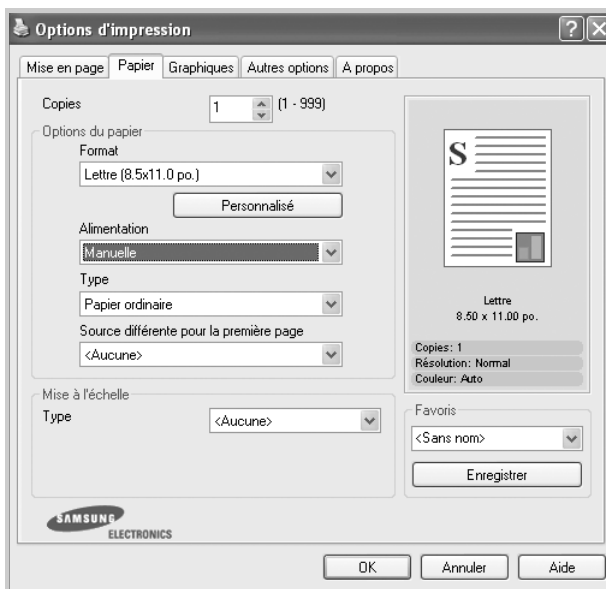 Options d'impression
Mise en page Papier Graphiques Autres options A propos
Copies 1 (1 - 999)
Options du papier
Format
Lettre (8.5x11.0 po.)
Personnalisé
Alimentation
Manuelle
Type
Papier ordinaire
Source différente pour la première page
<Aucune>
Mise à l'échelle
Type <Aucune>
S
Lettre
8.50 x 11.00 po.
Copies: 1
Résolution: Normal
Couleur: Auto
Favoris
<Sans nom>
Enregistrer
SAMSUNG
ELECTRONICS
OK Annuler Aide